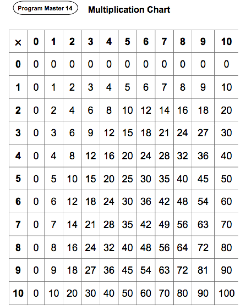 Program Master 14
Multiplication Chart
× 0 1 2 3 4 5 6 7 8 9 10
0 0 0 0 0 0 0 0 0 0 0 0
1 0 1 2 3 4 5 6 7 8 9 10
2 0 2 4 6 8 10 12 14 16 18 20
3 0 3 6 9 12 15 18 21 24 27 30
4 0 4 8 12 16 20 24 28 32 36 40
5 0 5 10 15 20 25 30 35 40 45 50
6 0 6 12 18 24 30 36 42 48 54 60
7 0 7 14 21 28 35 42 49 56 63 70
8 0 8 16 24 32 40 48 56 64 72 80
9 0 9 18 27 36 45 54 63 72 81 90
10 0 10 20 30 40 50 60 70 80 90 100